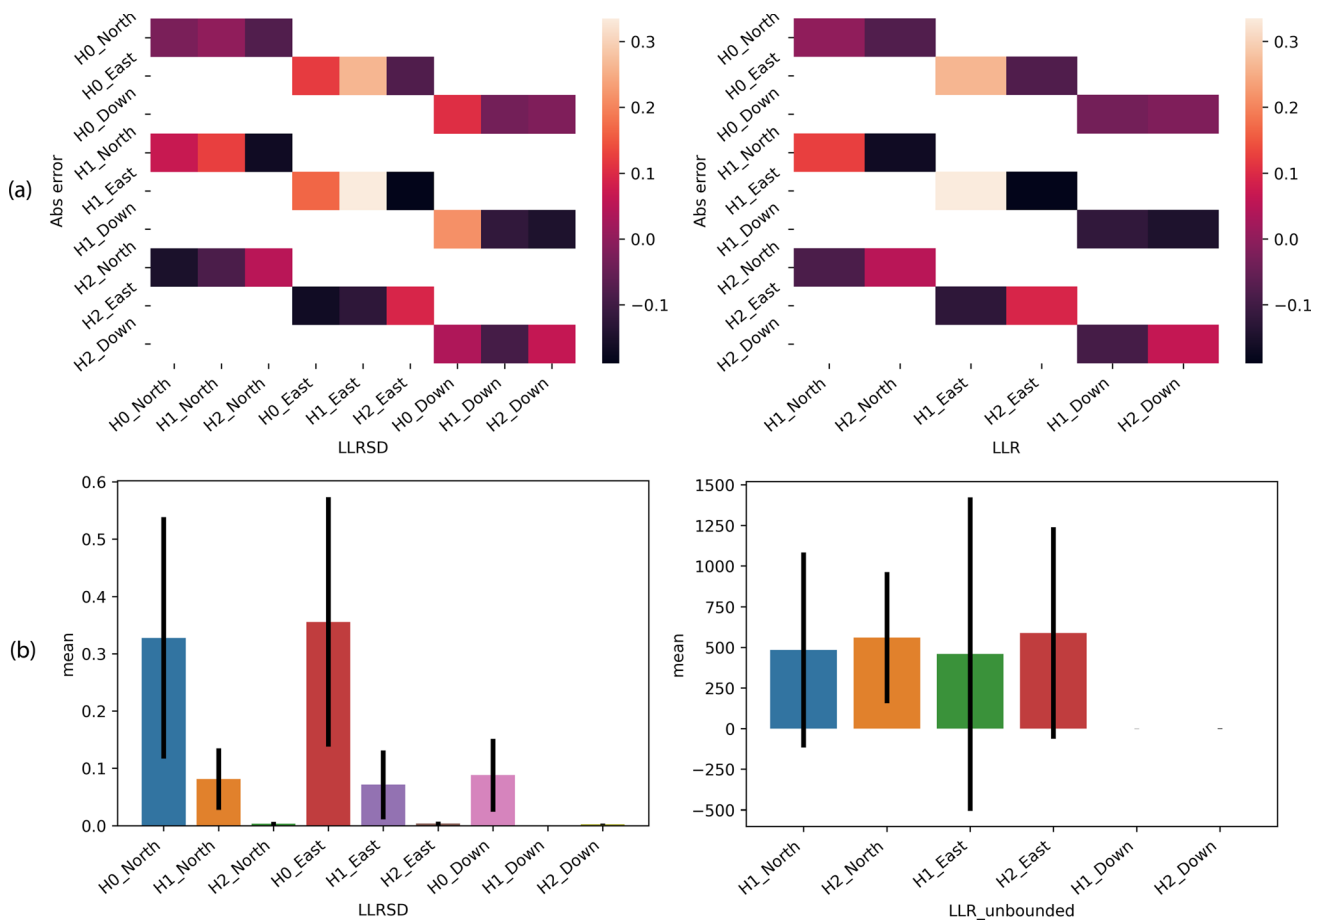 (a)
Abs error
H0_North
H0_East
H0_Down
H1_North
H1_East
H1_Down
H2_North
H2_East
H2_Down
H0_North
H1_North
H2_North
H0_East
H1_East
H2_East
H0_Down
H1_Down
H2_Down
LLRSD
0.3
0.2
0.1
0.0
−0.1
Abs error
H0_North
H0_East
H0_Down
H1_North
H1_East
H1_Down
H2_North
H2_East
H2_Down
H1_North
H2_North
H1_East
H2_East
H1_Down
H2_Down
LLR
0.3
0.2
0.1
0.0
−0.1
(b)
mean
0.6
0.5
0.4
0.3
0.2
0.1
0.0
H0_North
H1_North
H2_North
H0_East
H1_East
H2_East
H0_Down
H1_Down
H2_Down
LLRSD
mean
1500
1250
1000
750
500
250
0
−250
−500
H1_North
H2_North
H1_East
H2_East
H1_Down
H2_Down
LLR_unbounded